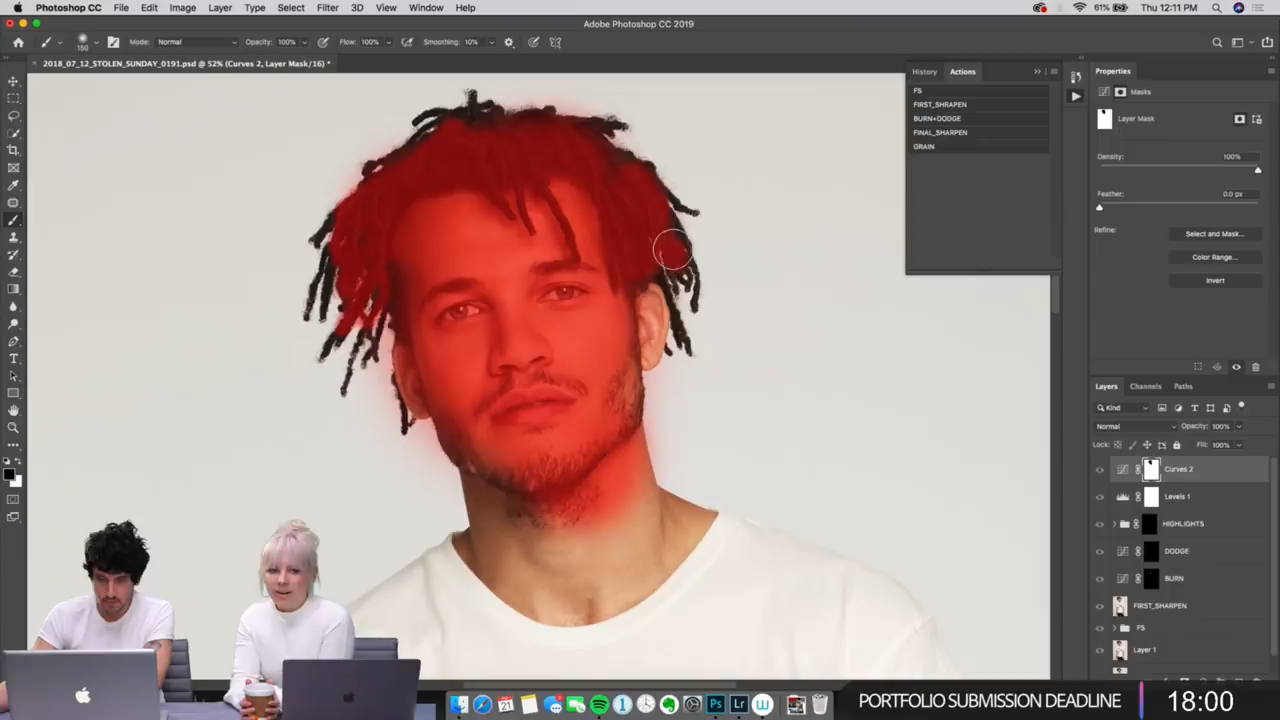 Photoshop CC File Edit Image Layer Type Select Filter 3D View Window Help 61% Thu 12:11 PM
Adobe Photoshop CC 2019
150 Mode: Normal Opacity: 100% Flow: 100% Smoothing: 10%
2018_07_12_STOLEN_SUNDAY_0191.psd @ 52% (Curves 2, Layer Mask/16) *
History Actions
FS
FIRST_SHRAPEN
BURN+DODGE
FINAL_SHARPEN
GRAIN
Properties
Masks
Layer Mask
Density: 100%
Feather: 0.0 px
Refine: Select and Mask...
Color Range...
Invert
Layers Channels Paths
Kind
Normal Opacity: 100%
Lock: Fill: 100%
Curves 2
Levels 1
HIGHLIGHTS
DODGE
BURN
FIRST_SHARPEN
FS
Layer 1
Ps Lr
PORTFOLIO SUBMISSION DEADLINE 18:00